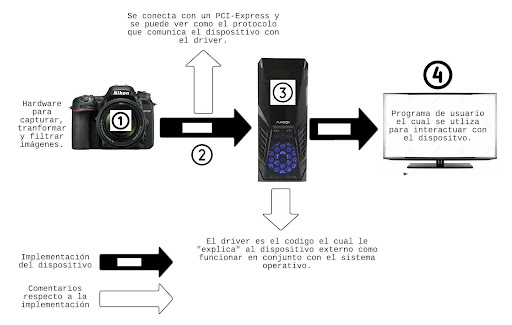 Se conecta con un PCI-Express y
se puede ver como el protocolo
que comunica el dispositivo con
el driver.
4
Hardware
para
capturar,
tranformar
y filtrar
imágenes.
Nikon
1
2
3
Programa de usuario
el cual se utliza
para interactuar con
el dispositvo.
El driver es el codigo el cual le
"explica" al dispositivo externo como
funcionar en conjunto con el sistema
operativo.
Implementación
del dispositivo
Comentarios
respecto a la
implementación